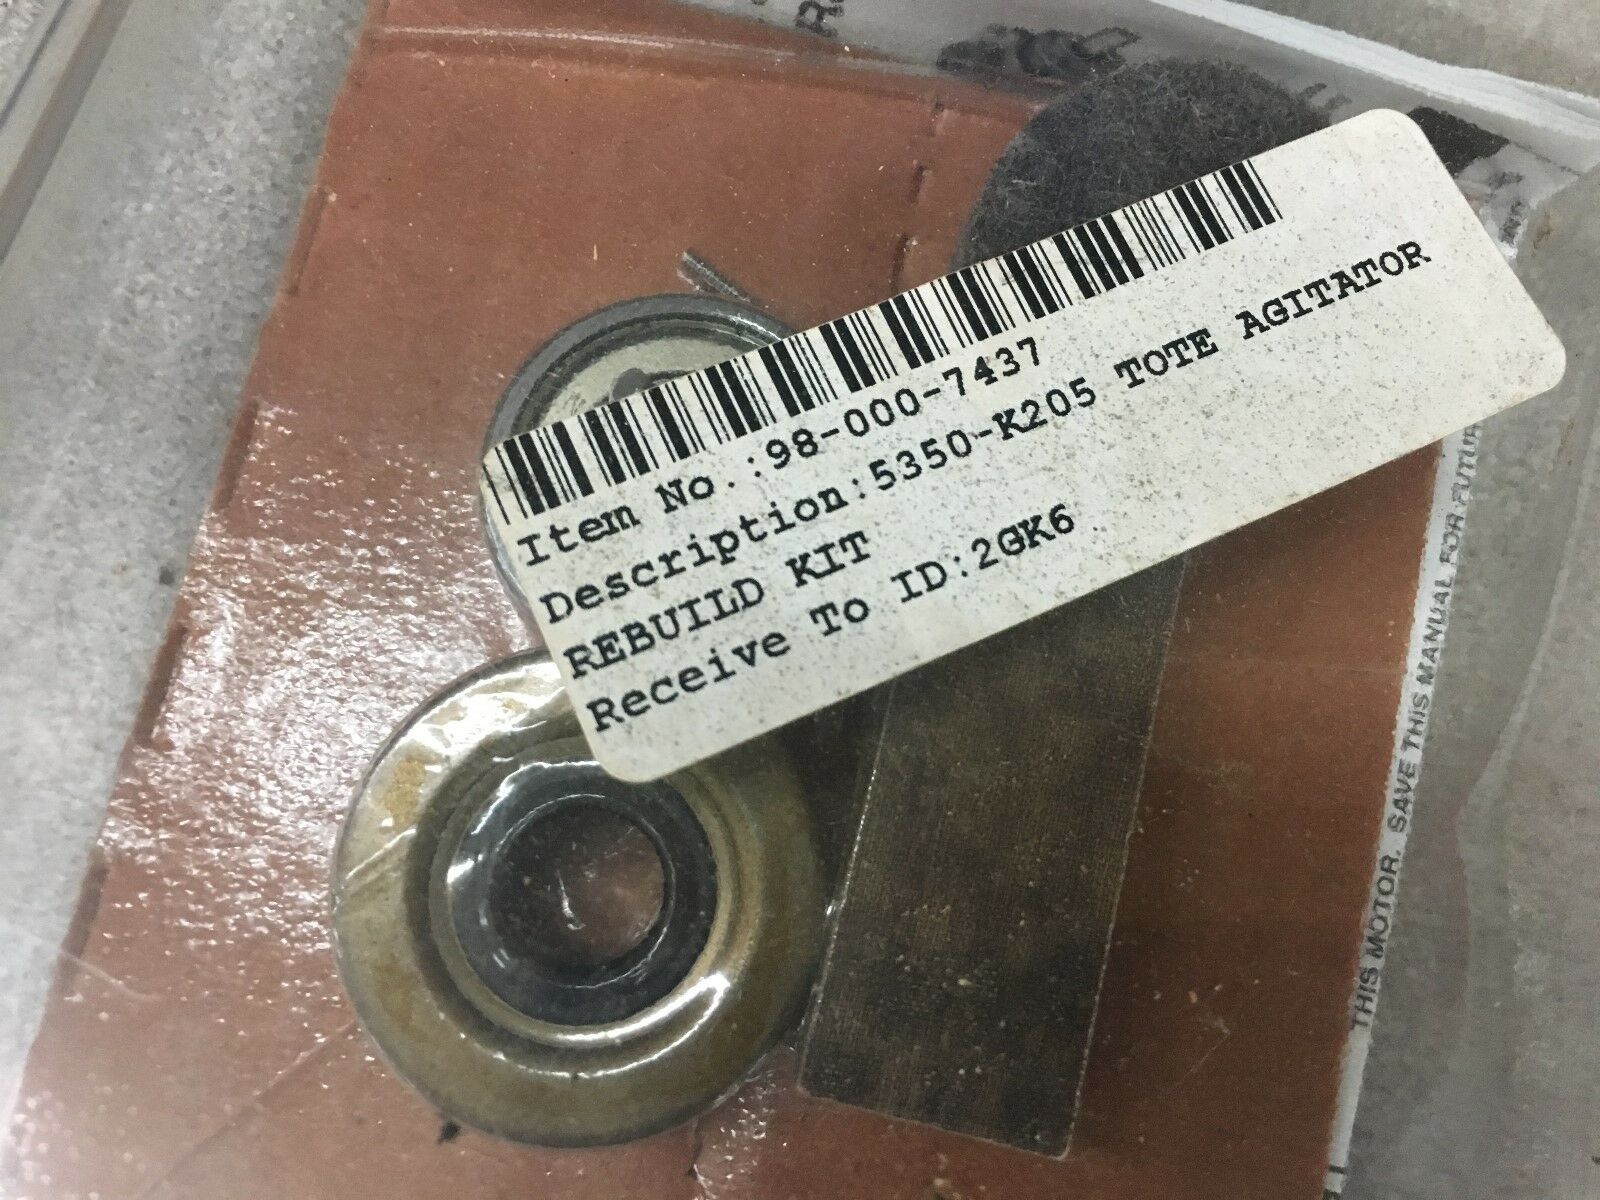 Item No.:98-000-7437
Description:5350-K205 TOTE AGITATOR
REBUILD KIT
Receive To ID:2GK6
THIS MOTOR. SAVE THIS MANUAL FOR FUTUR